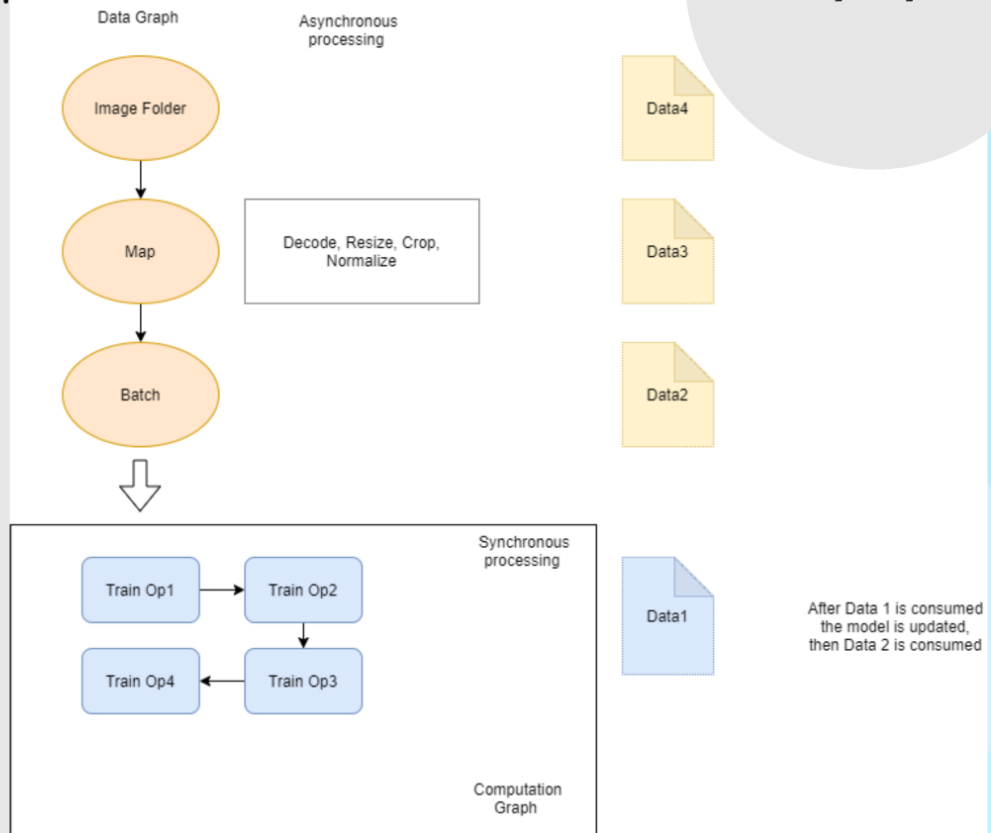 Data Graph
Asynchronous
processing
Image Folder
Data4
Map
Decode, Resize, Crop,
Normalize
Data3
Batch
Data2
Synchronous
processing
Train Op1
Train Op2
Data1
After Data 1 is consumed
the model is updated,
then Data 2 is consumed
Train Op4
Train Op3
Computation
Graph